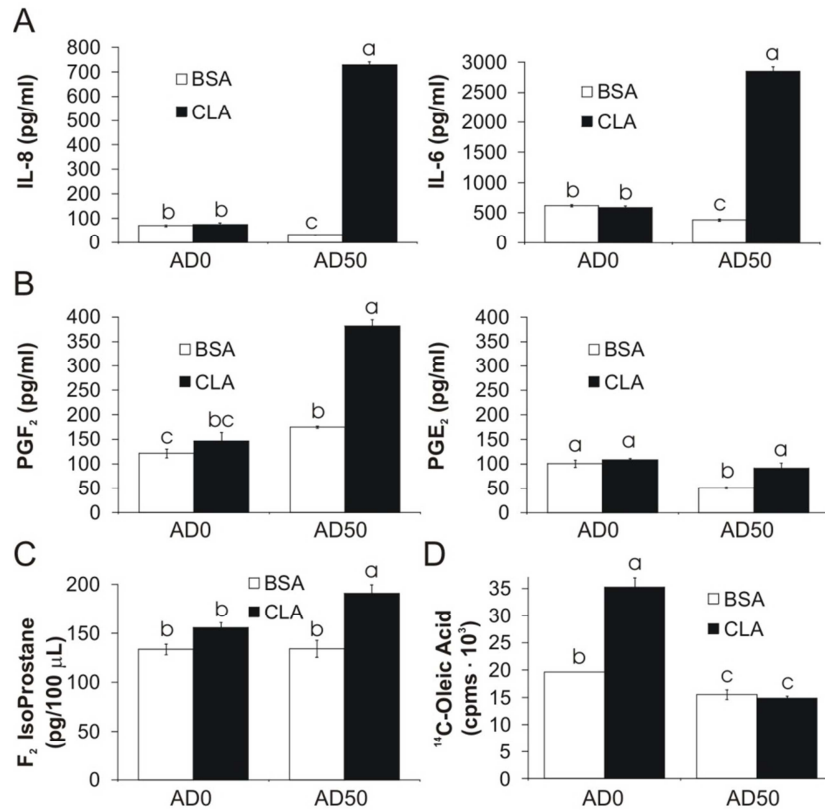 A
IL-8 (pg/ml)
800
700
600
500
400
300
200
100
0
BSA
CLA
b
b
c
a
AD0
AD50
IL-6 (pg/ml)
3000
2500
2000
1500
1000
500
0
BSA
CLA
b
b
c
a
AD0
AD50
B
PGF₂ (pg/ml)
400
350
300
250
200
150
100
50
0
BSA
CLA
c
bc
b
a
AD0
AD50
PGE₂ (pg/ml)
400
350
300
250
200
150
100
50
0
BSA
CLA
a
a
b
a
AD0
AD50
C
F₂ IsoProstane
(pg/100 µL)
200
150
100
50
0
BSA
CLA
b
b
b
a
AD0
AD50
D
¹⁴C-Oleic Acid
(cpms · 10³)
35
30
25
20
15
10
5
0
BSA
CLA
b
a
c
c
AD0
AD50